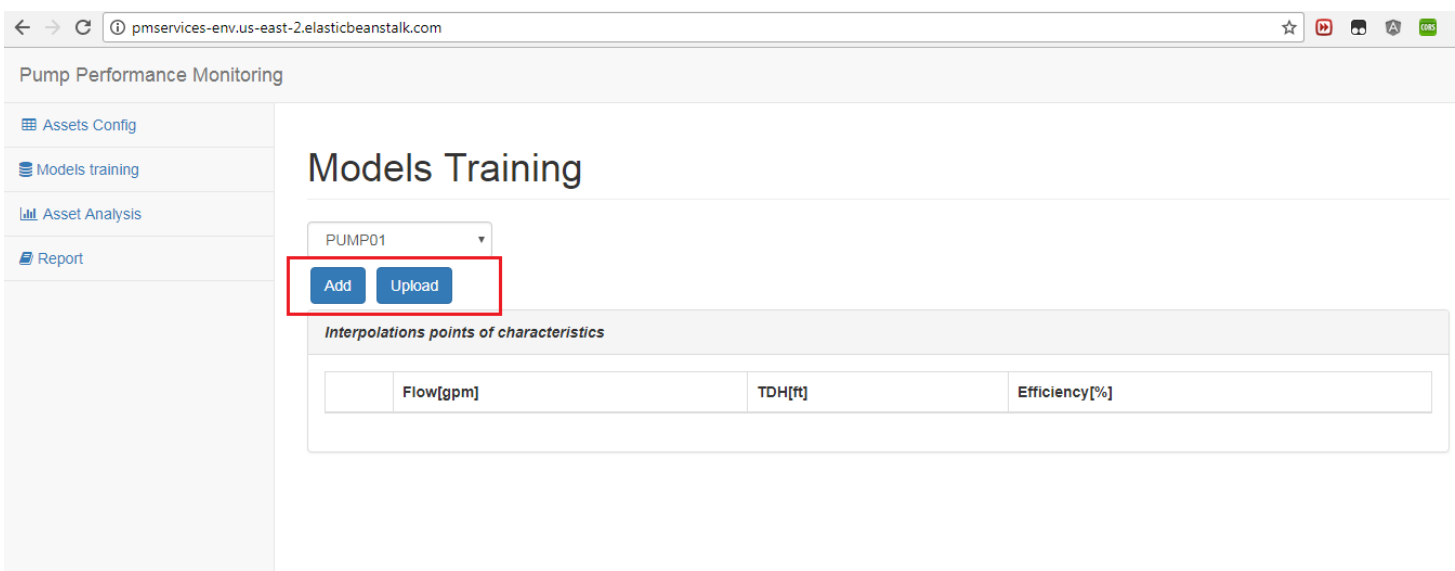 pmservices-env.us-east-2.elasticbeanstalk.com
CORS
Pump Performance Monitoring
Assets Config
Models training
Asset Analysis
Report
Models Training
PUMP01
Add Upload
Interpolations points of characteristics
Flow[gpm] TDH[ft] Efficiency[%]